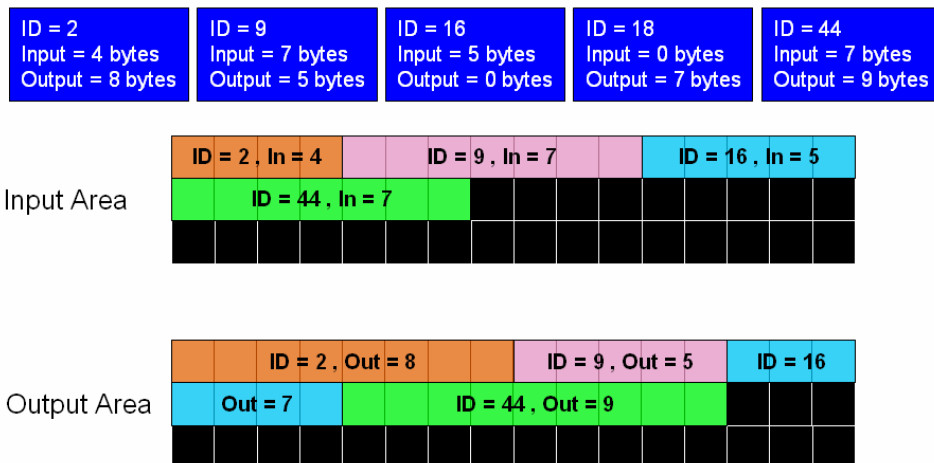 ID = 2
Input = 4 bytes
Output = 8 bytes
ID = 9
Input = 7 bytes
Output = 5 bytes
ID = 16
Input = 5 bytes
Output = 0 bytes
ID = 18
Input = 0 bytes
Output = 7 bytes
ID = 44
Input = 7 bytes
Output = 9 bytes
ID = 2 , In = 4
ID = 9 , In = 7
ID = 16 , In = 5
Input Area
ID = 44 , In = 7
ID = 2 , Out = 8
ID = 9 , Out = 5
ID = 16
Output Area
Out = 7
ID = 44 , Out = 9